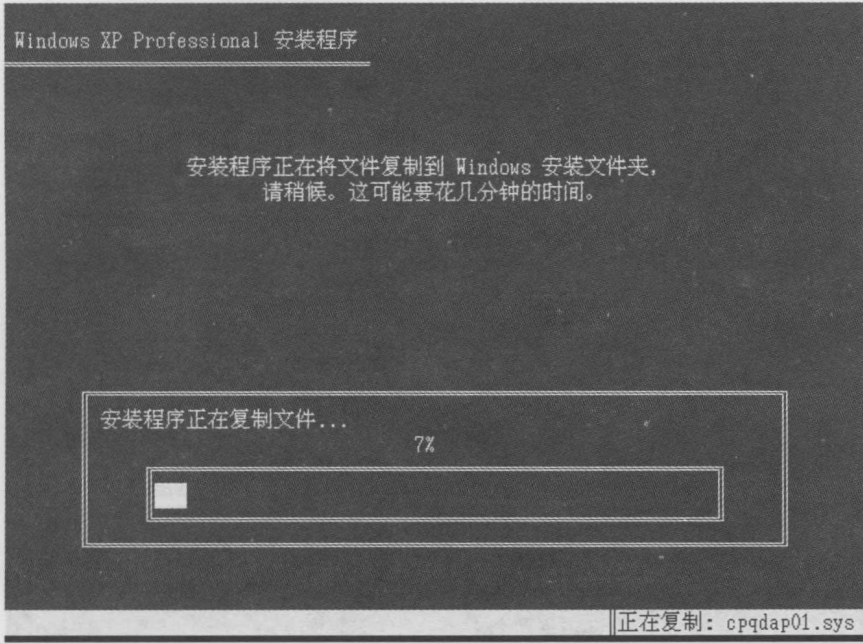 Windows XP Professional 安装程序
安装程序正在将文件复制到 Windows 安装文件夹,
请稍候。这可能要花几分钟的时间。
安装程序正在复制文件...
7%
正在复制: cpqdap01.sys